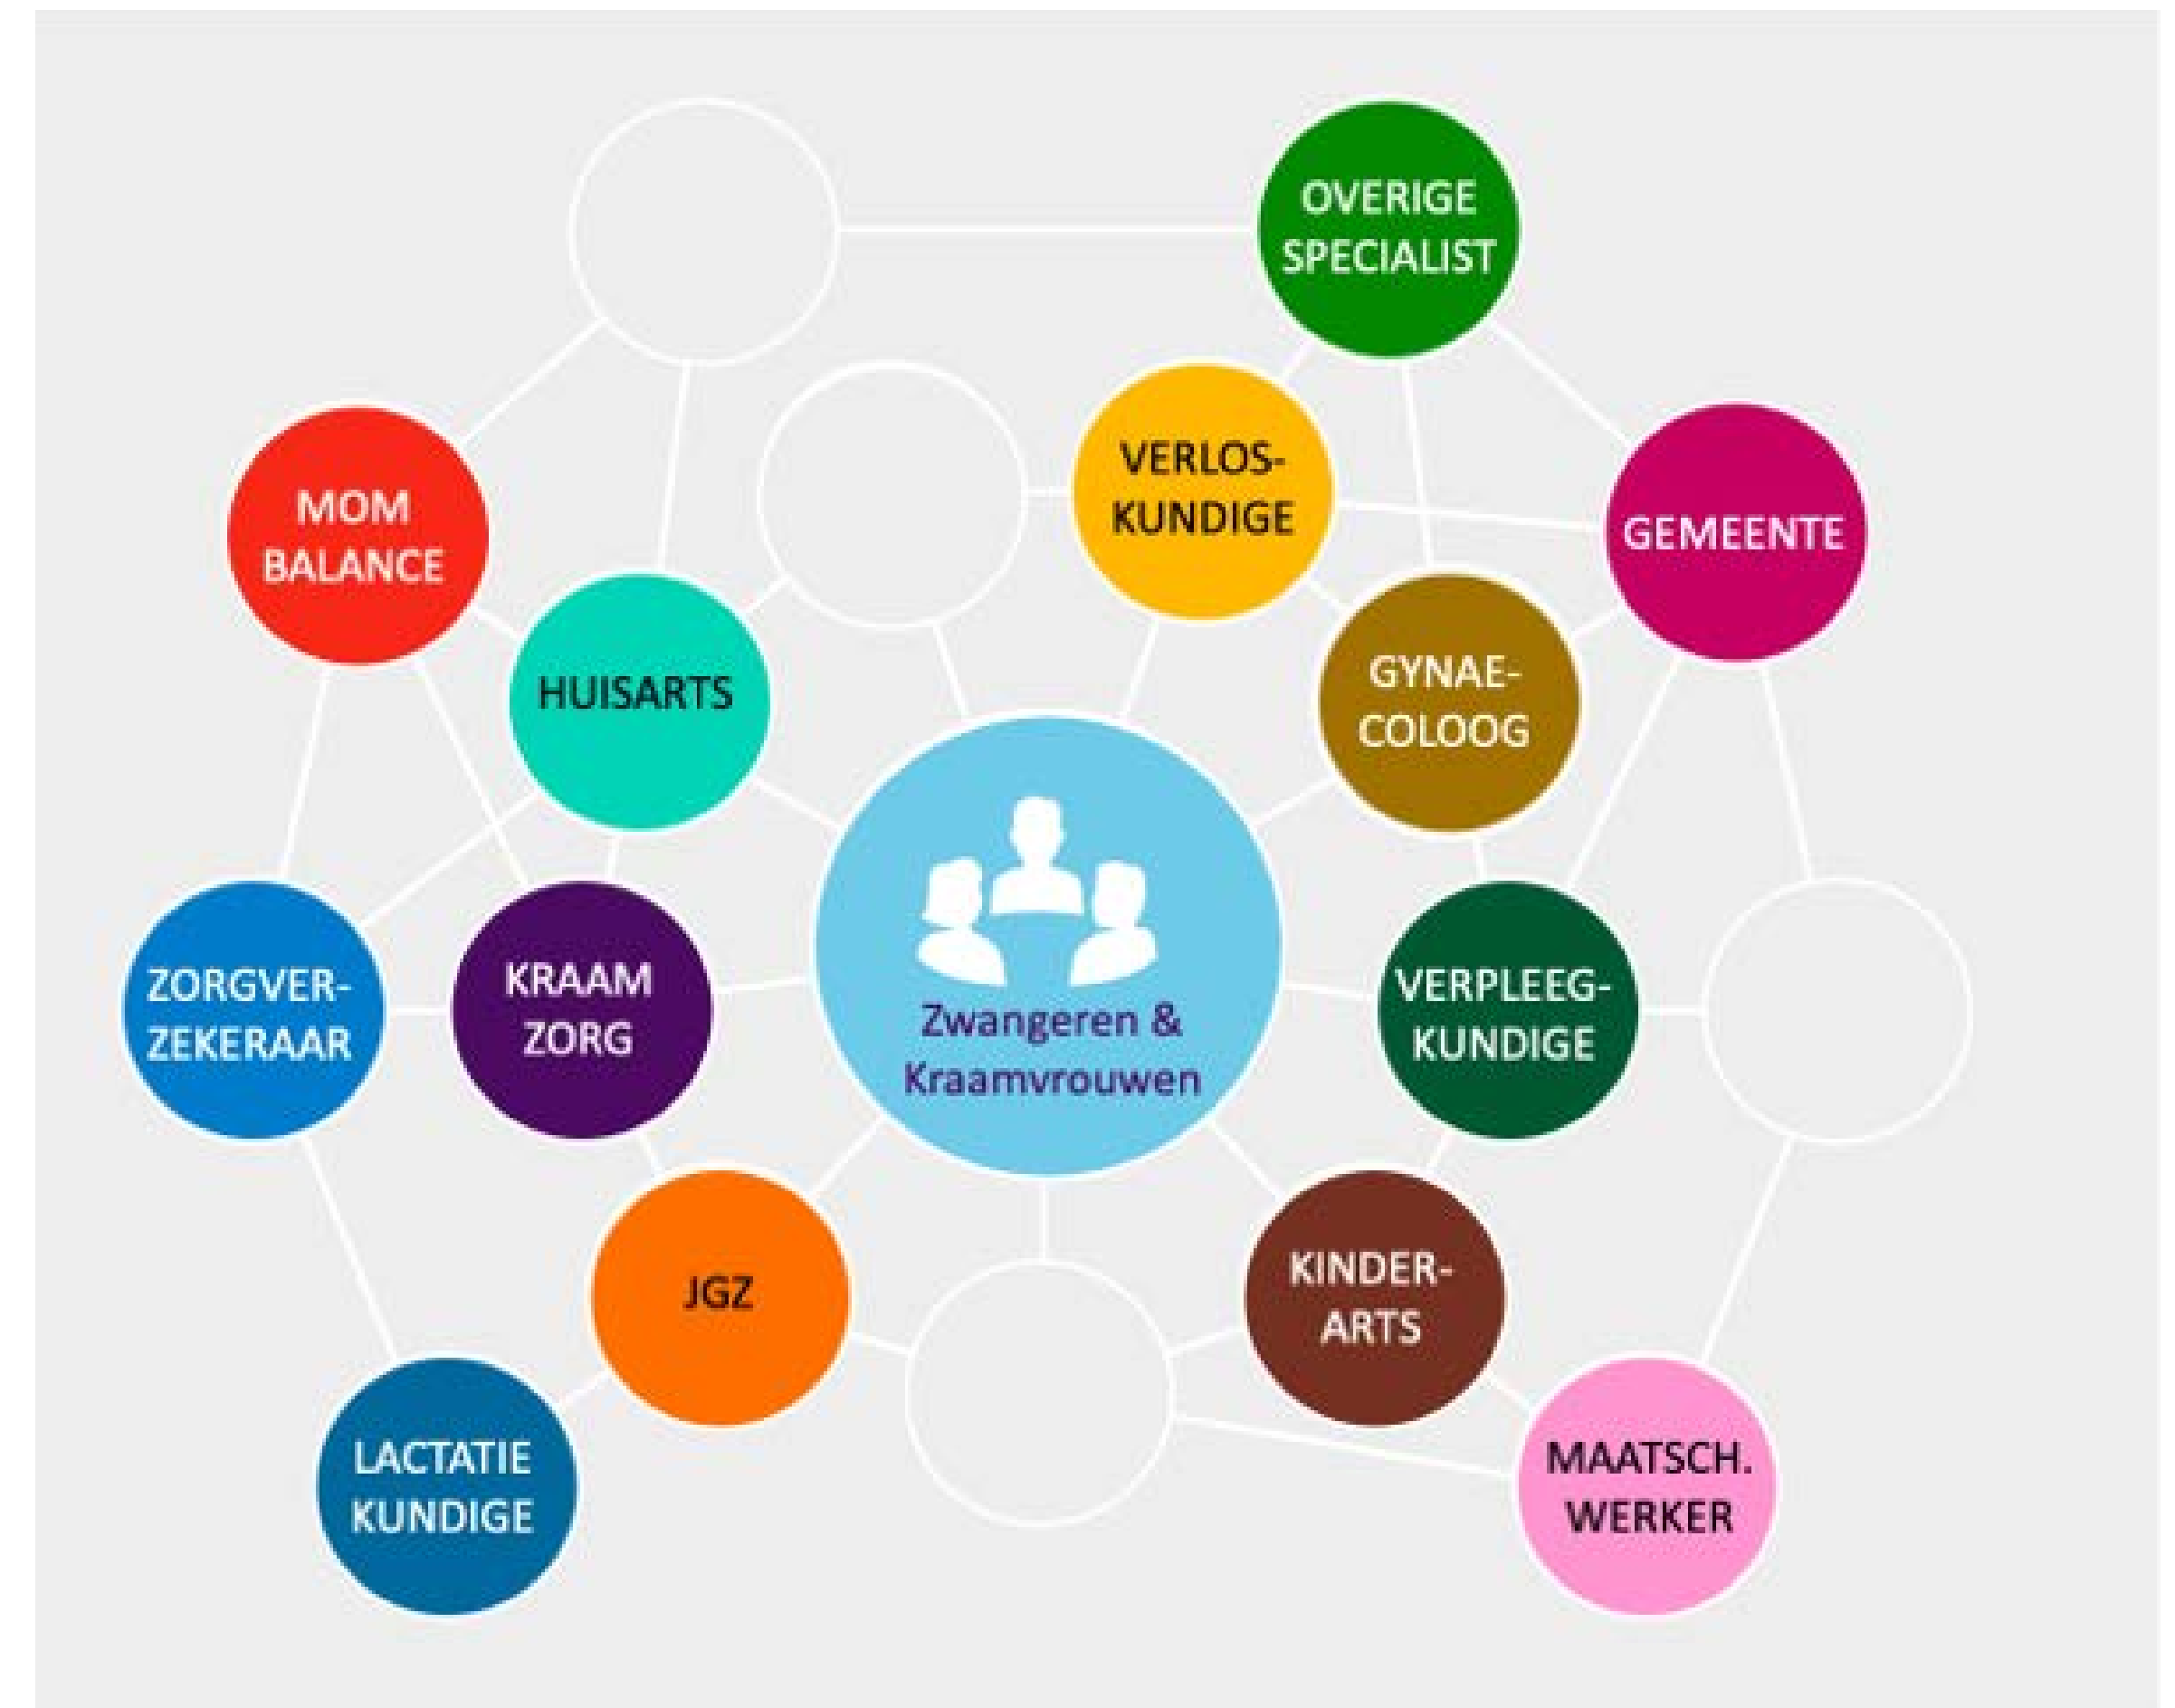 OVERIGE
SPECIALIST
VERLOS-
KUNDIGE
MOM
BALANCE
GEMEENTE
HUISARTS
GYNAE-
COLOOG
ZORGVER-
ZEKERAAR
KRAAM
ZORG
Zwangeren &
Kraamvrouwen
VERPLEEG-
KUNDIGE
JGZ
KINDER-
ARTS
LACTATIE
KUNDIGE
MAATSCH.
WERKER